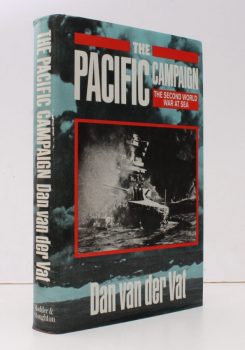 THE
PACIFIC
CAMPAIGN
THE SECOND WORLD
WAR AT SEA
Dan van der Vat
THE PACIFIC CAMPAIGN Dan van der Vat
Hodder &
Stoughton